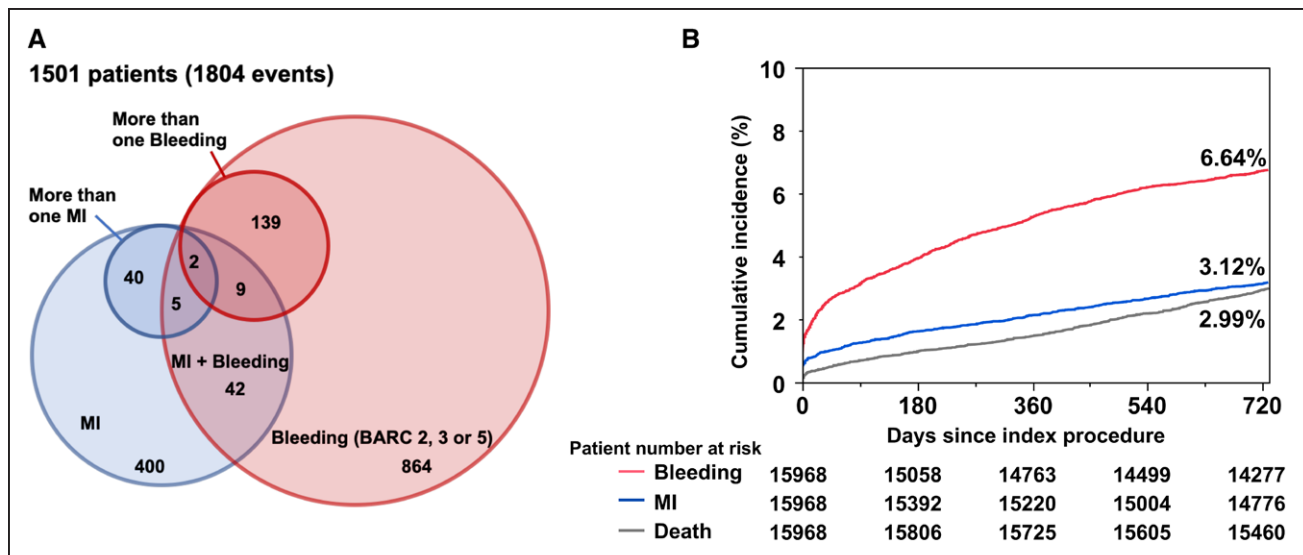 A
1501 patients (1804 events)
More than
one Bleeding
More than
one MI
139
40
2
9
5
MI + Bleeding
42
MI
Bleeding (BARC 2, 3 or 5)
400
864
B
Cumulative incidence (%)
10
8
6
4
2
0
6.64%
3.12%
2.99%
0 180 360 540 720
Days since index procedure
Patient number at risk
Bleeding 15968 15058 14763 14499 14277
MI 15968 15392 15220 15004 14776
Death 15968 15806 15725 15605 15460